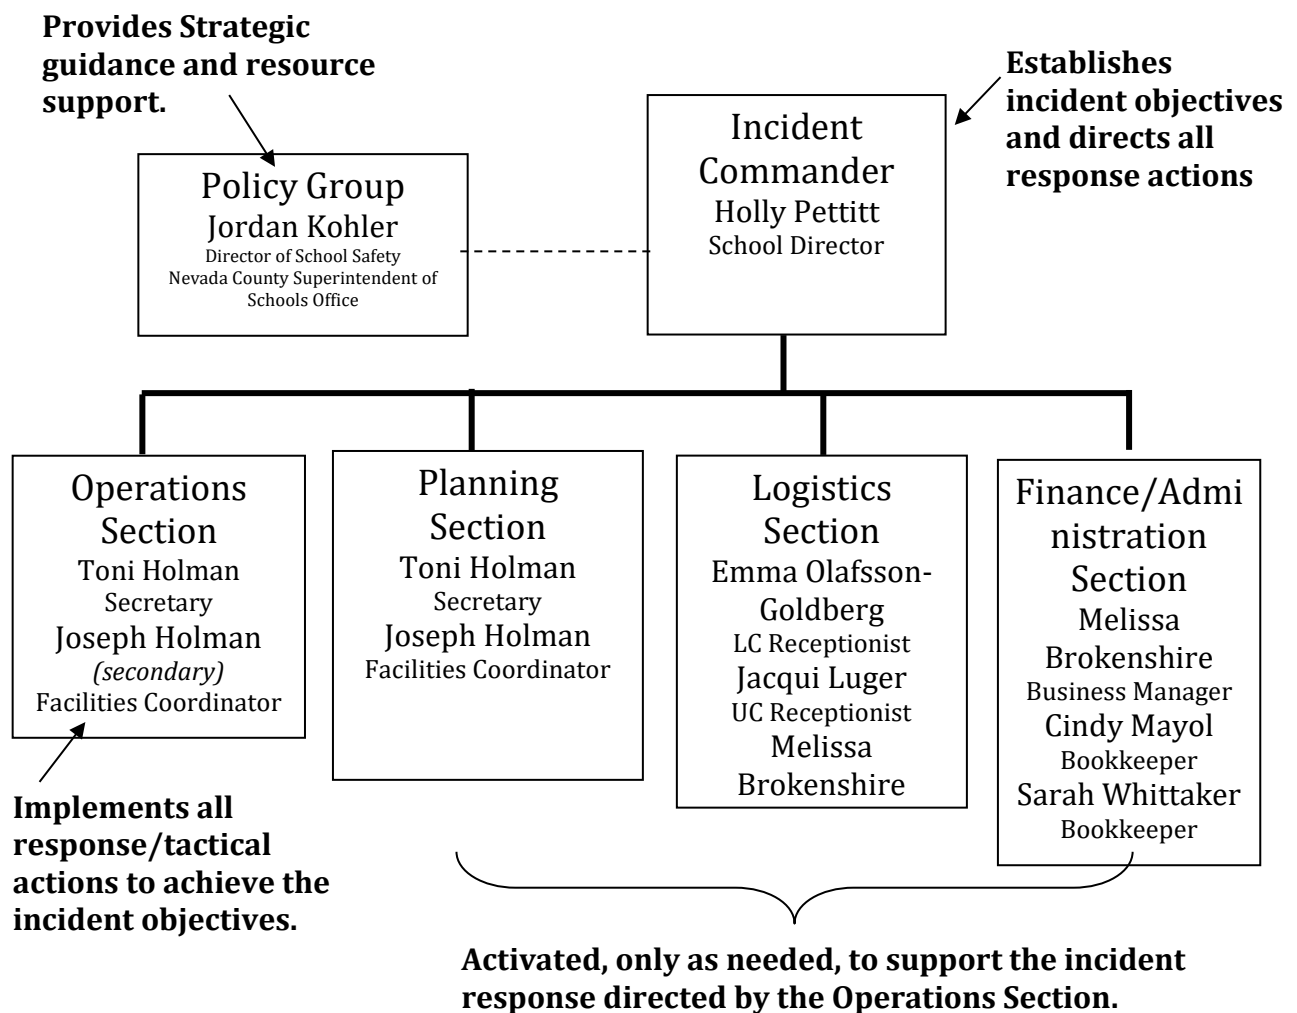 Provides Strategic
guidance and resource
support.
Establishes
incident objectives
and directs all
response actions
Incident
Commander
Holly Pettitt
School Director
Policy Group
Jordan Kohler
Director of School Safety
Nevada County Superintendent of
Schools Office
Operations
Section
Toni Holman
Secretary
Joseph Holman
(secondary)
Facilities Coordinator
Planning
Section
Toni Holman
Secretary
Joseph Holman
Facilities Coordinator
Logistics
Section
Emma Olafsson-
Goldberg
LC Receptionist
Jacqui Luger
UC Receptionist
Melissa
Brokenshire
Finance/Admi
nistration
Section
Melissa
Brokenshire
Business Manager
Cindy Mayol
Bookkeeper
Sarah Whittaker
Bookkeeper
Implements all
response/tactical
actions to achieve the
incident objectives.
Activated, only as needed, to support the incident
response directed by the Operations Section.